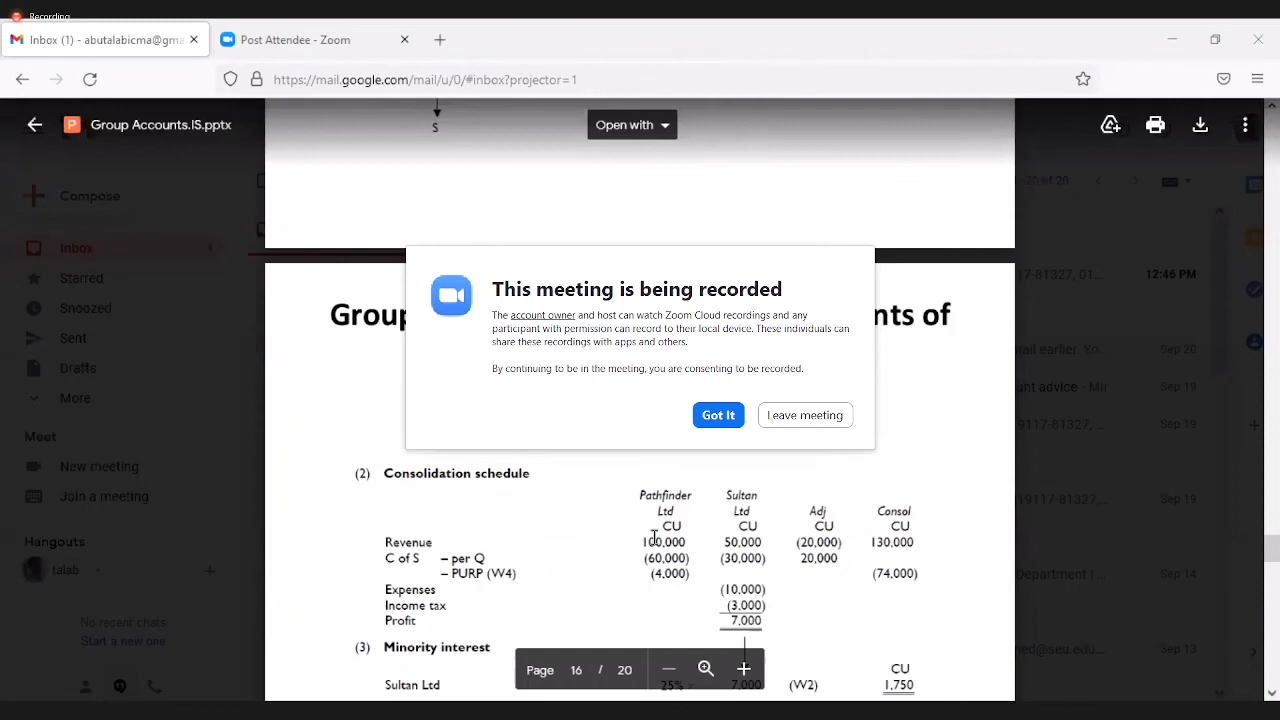 Recording
Inbox (1) - abutalabicma@gma
Post Attendee - Zoom
https://mail.google.com/mail/u/0/#inbox?projector=1
S
Group Accounts.IS.pptx
Open with
Compose
Inbox
Starred
Snoozed
Sent
Drafts
More
Meet
New meeting
Join a meeting
Hangouts
talab
No recent chats
Start a new one
12:46 PM
Sep 20
Sep 19
Sep 19
Sep 19
Sep 14
Sep 13
Group
nts of
This meeting is being recorded
The account owner and host can watch Zoom Cloud recordings and any
participant with permission can record to their local device. These individuals can
share these recordings with apps and others.
By continuing to be in the meeting, you are consenting to be recorded.
Got It Leave meeting
(2) Consolidation schedule
Pathfinder Sultan
Ltd Ltd Adj Consol
CU CU CU CU
Revenue 100,000 50,000 (20,000) 130,000
C of S – per Q (60,000) (30,000) 20,000
– PURP (W4) (4,000) (74,000)
Expenses (10,000)
Income tax (3,000)
Profit 7,000
(3) Minority interest
CU
Sultan Ltd 25% × 7,000 (W2) 1,750
Page 16 / 20